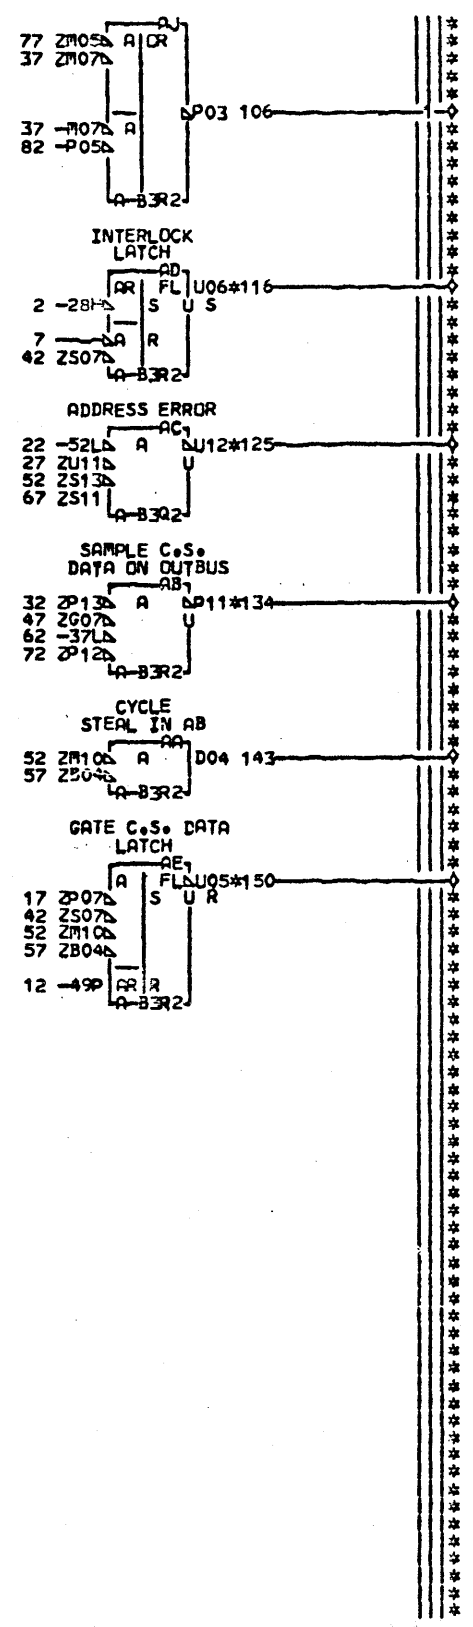 AJ
77 ZM05 A OR
37 ZM07
P03 106
37 -M07 A
82 -P05
A-B3R2
INTERLOCK
LATCH
AD
AR FL U06*116
2 -28H S U S
7 A R
42 ZS07
A-B3R2
ADDRESS ERROR
AC
22 -52L A U12*125
27 ZU11 U
52 ZS13
67 ZS11
A-B3Q2
SAMPLE C.S.
DATA ON OUTBUS
AB
32 ZP13 A P11*134
47 ZG07 U
62 -37L
72 ZP12
A-B3R2
CYCLE
STEAL IN AB
AA
52 ZM10 A D04 143
57 ZB04
A-B3R2
GATE C.S. DATA
LATCH
AE
A FL U05*150
17 ZP07 S U R
42 ZS07
52 ZM10
57 ZB04
12 -49P AR R
A-B3R2